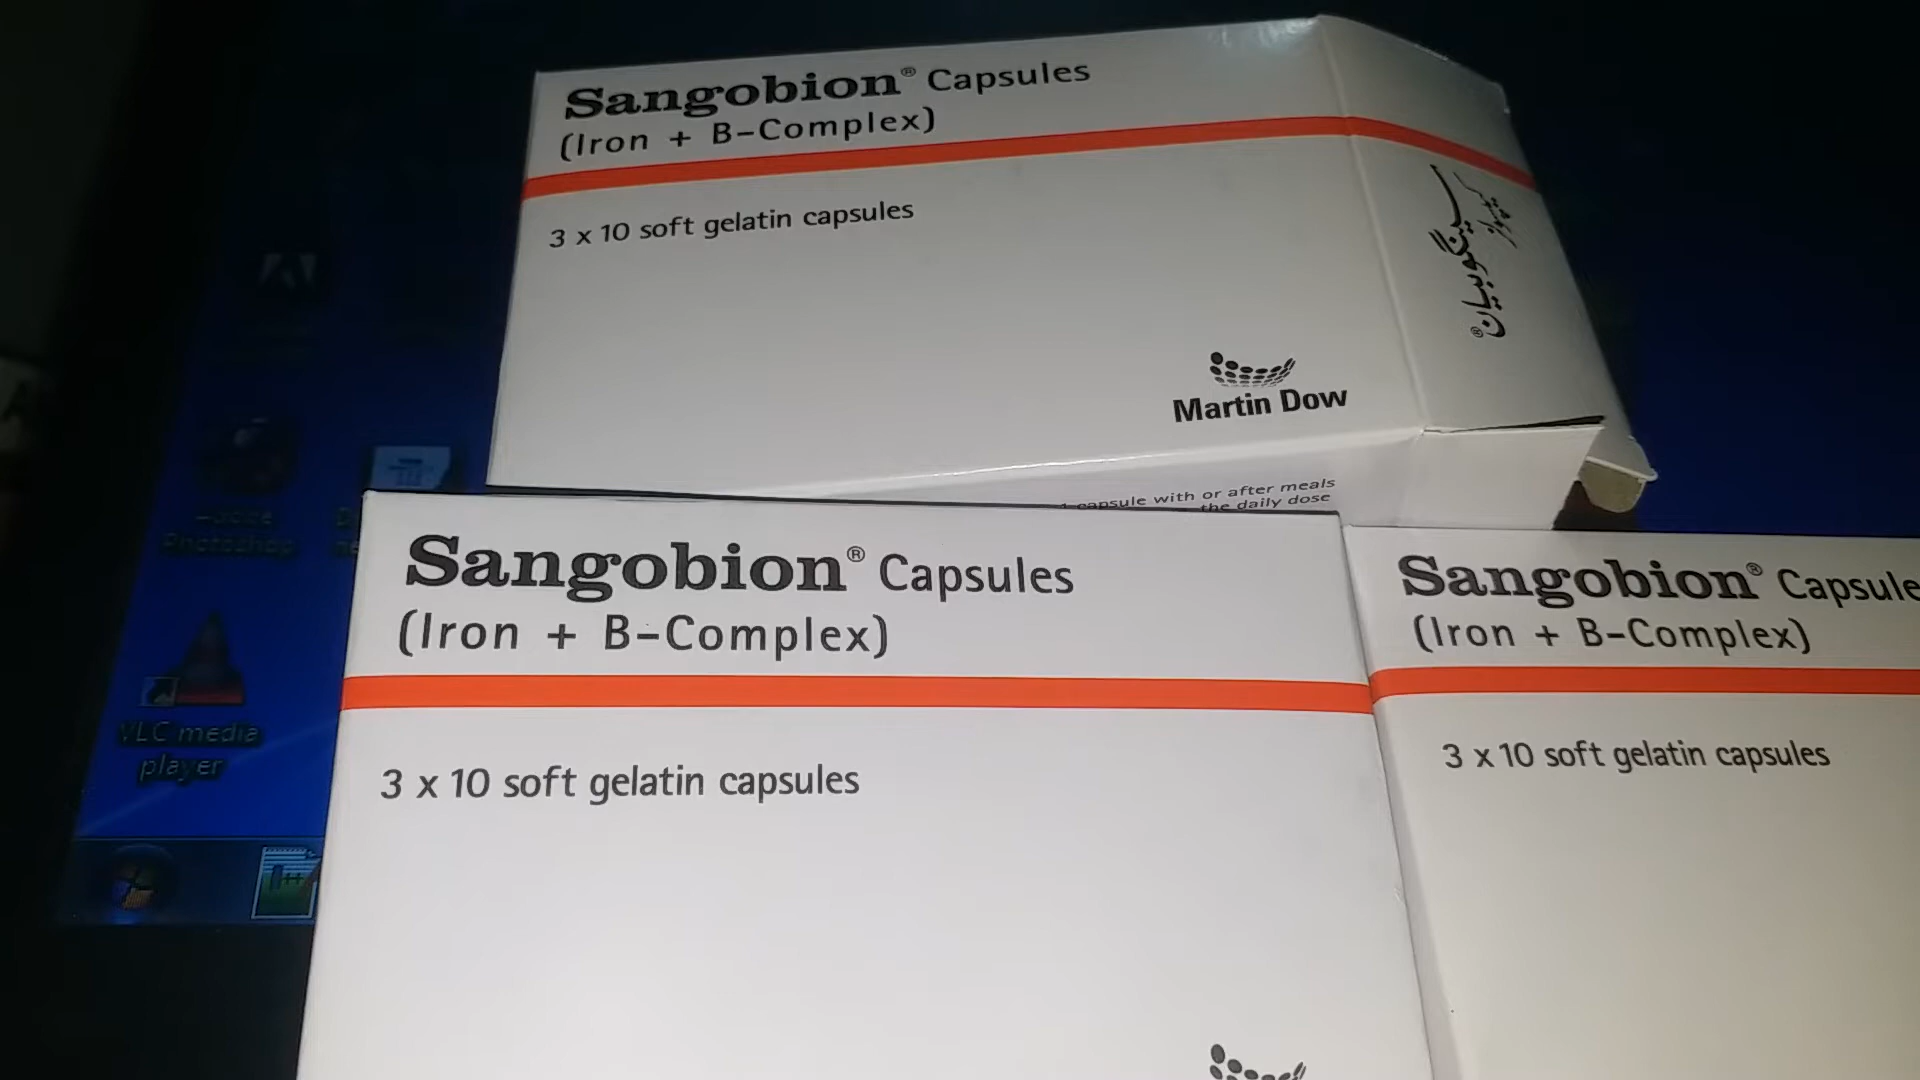 Sangobion® Capsules
(Iron + B-Complex)
3 x 10 soft gelatin capsules
سینگوبیان®
کیپسولز
Martin Dow
capsule with or after meals
the daily dose
Sangobion® Capsules
(Iron + B-Complex)
3 x 10 soft gelatin capsules
Sangobion® Capsule
(Iron + B-Complex)
3 x 10 soft gelatin capsules
Photoshop
VLC media
player